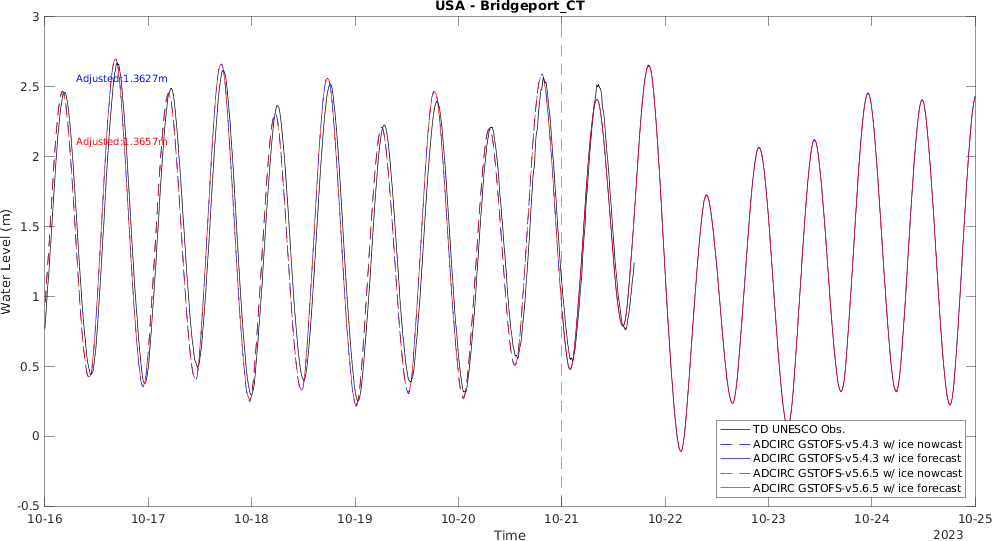 USA - Bridgeport_CT
3
2.5
2
1.5
1
0.5
0
-0.5
Water Level (m)
Adjusted:1.3627m
Adjusted:1.3657m
TD UNESCO Obs.
ADCIRC GSTOFS-v5.4.3 w/ ice nowcast
ADCIRC GSTOFS-v5.4.3 w/ ice forecast
ADCIRC GSTOFS-v5.6.5 w/ ice nowcast
ADCIRC GSTOFS-v5.6.5 w/ ice forecast
10-16 10-17 10-18 10-19 10-20 10-21 10-22 10-23 10-24 10-25
Time
2023